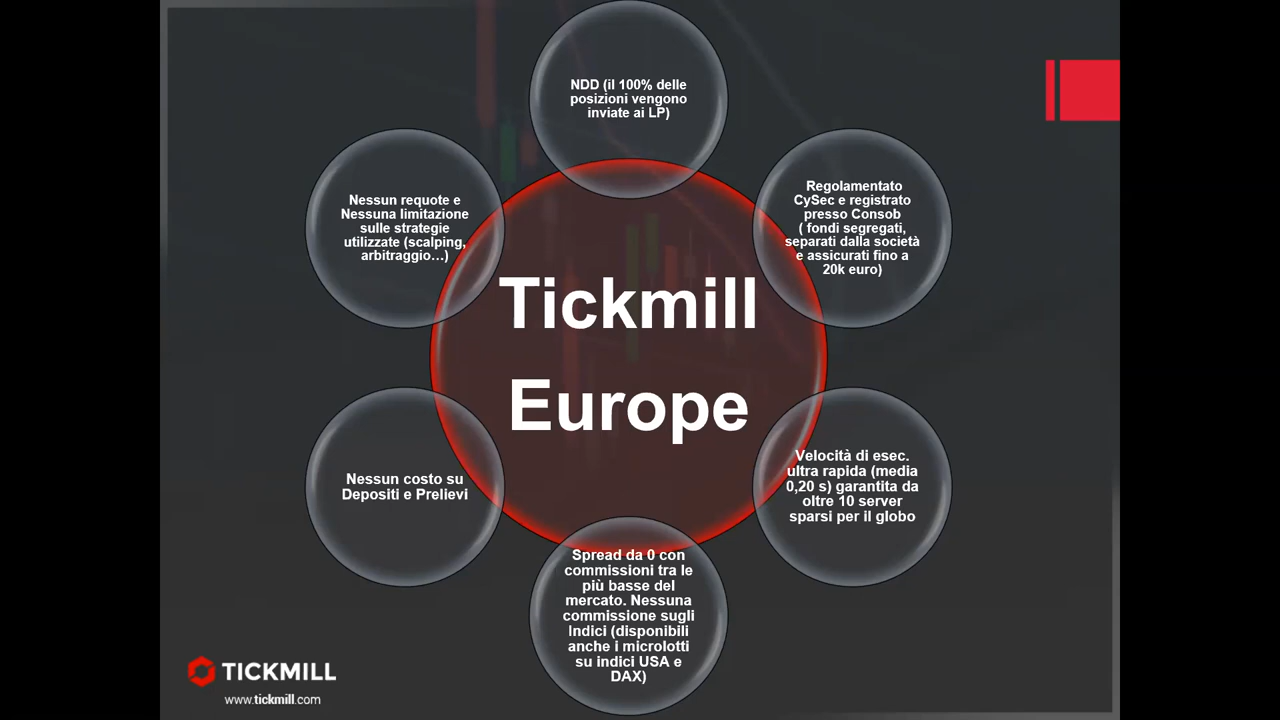 NDD (il 100% delle
posizioni vengono
inviate ai LP)
Regolamentato
CySec e registrato
presso Consob
( fondi segregati,
separati dalla società
e assicurati fino a
20k euro)
Velocità di esec.
ultra rapida (media
0,20 s) garantita da
oltre 10 server
sparsi per il globo
Spread da 0 con
commissioni tra le
più basse del
mercato. Nessuna
commissione sugli
Indici (disponibili
anche i microlotti
su indici USA e
DAX)
Nessun costo su
Depositi e Prelievi
Nessun requote e
Nessuna limitazione
sulle strategie
utilizzate (scalping,
arbitraggio...)
Tickmill
Europe
TICKMILL
www.tickmill.com